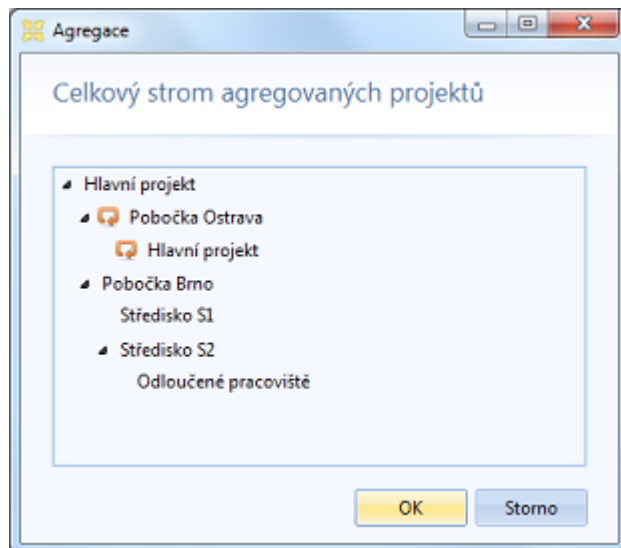 Agregace
Celkový strom agregovaných projektů
Hlavní projekt
Pobočka Ostrava
Hlavní projekt
Pobočka Brno
Středisko S1
Středisko S2
Odloučené pracoviště
OK Storno